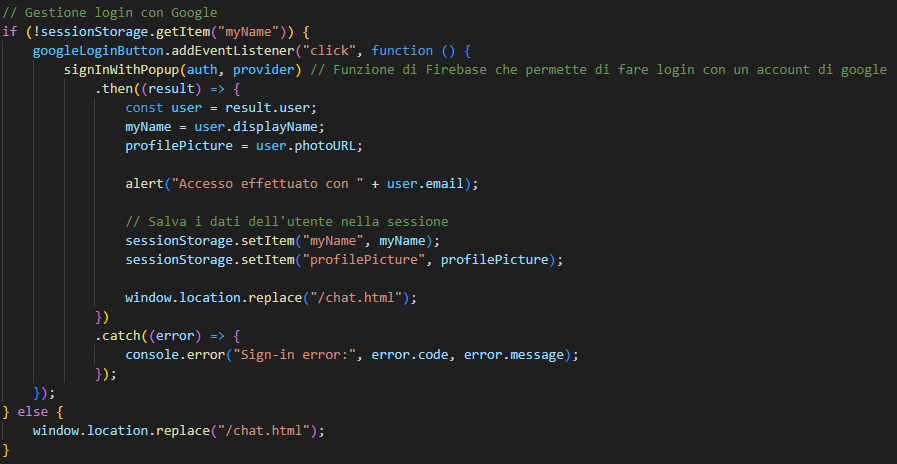 // Gestione login con Google
if (!sessionStorage.getItem("myName")) {
    googleLoginButton.addEventListener("click", function () {
        signInWithPopup(auth, provider) // Funzione di Firebase che permette di fare login con un account di google
            .then((result) => {
                const user = result.user;
                myName = user.displayName;
                profilePicture = user.photoURL;

                alert("Accesso effettuato con " + user.email);

                // Salva i dati dell'utente nella sessione
                sessionStorage.setItem("myName", myName);
                sessionStorage.setItem("profilePicture", profilePicture);

                window.location.replace("/chat.html");
            })
            .catch((error) => {
                console.error("Sign-in error:", error.code, error.message);
            });
    });
} else {
    window.location.replace("/chat.html");
}